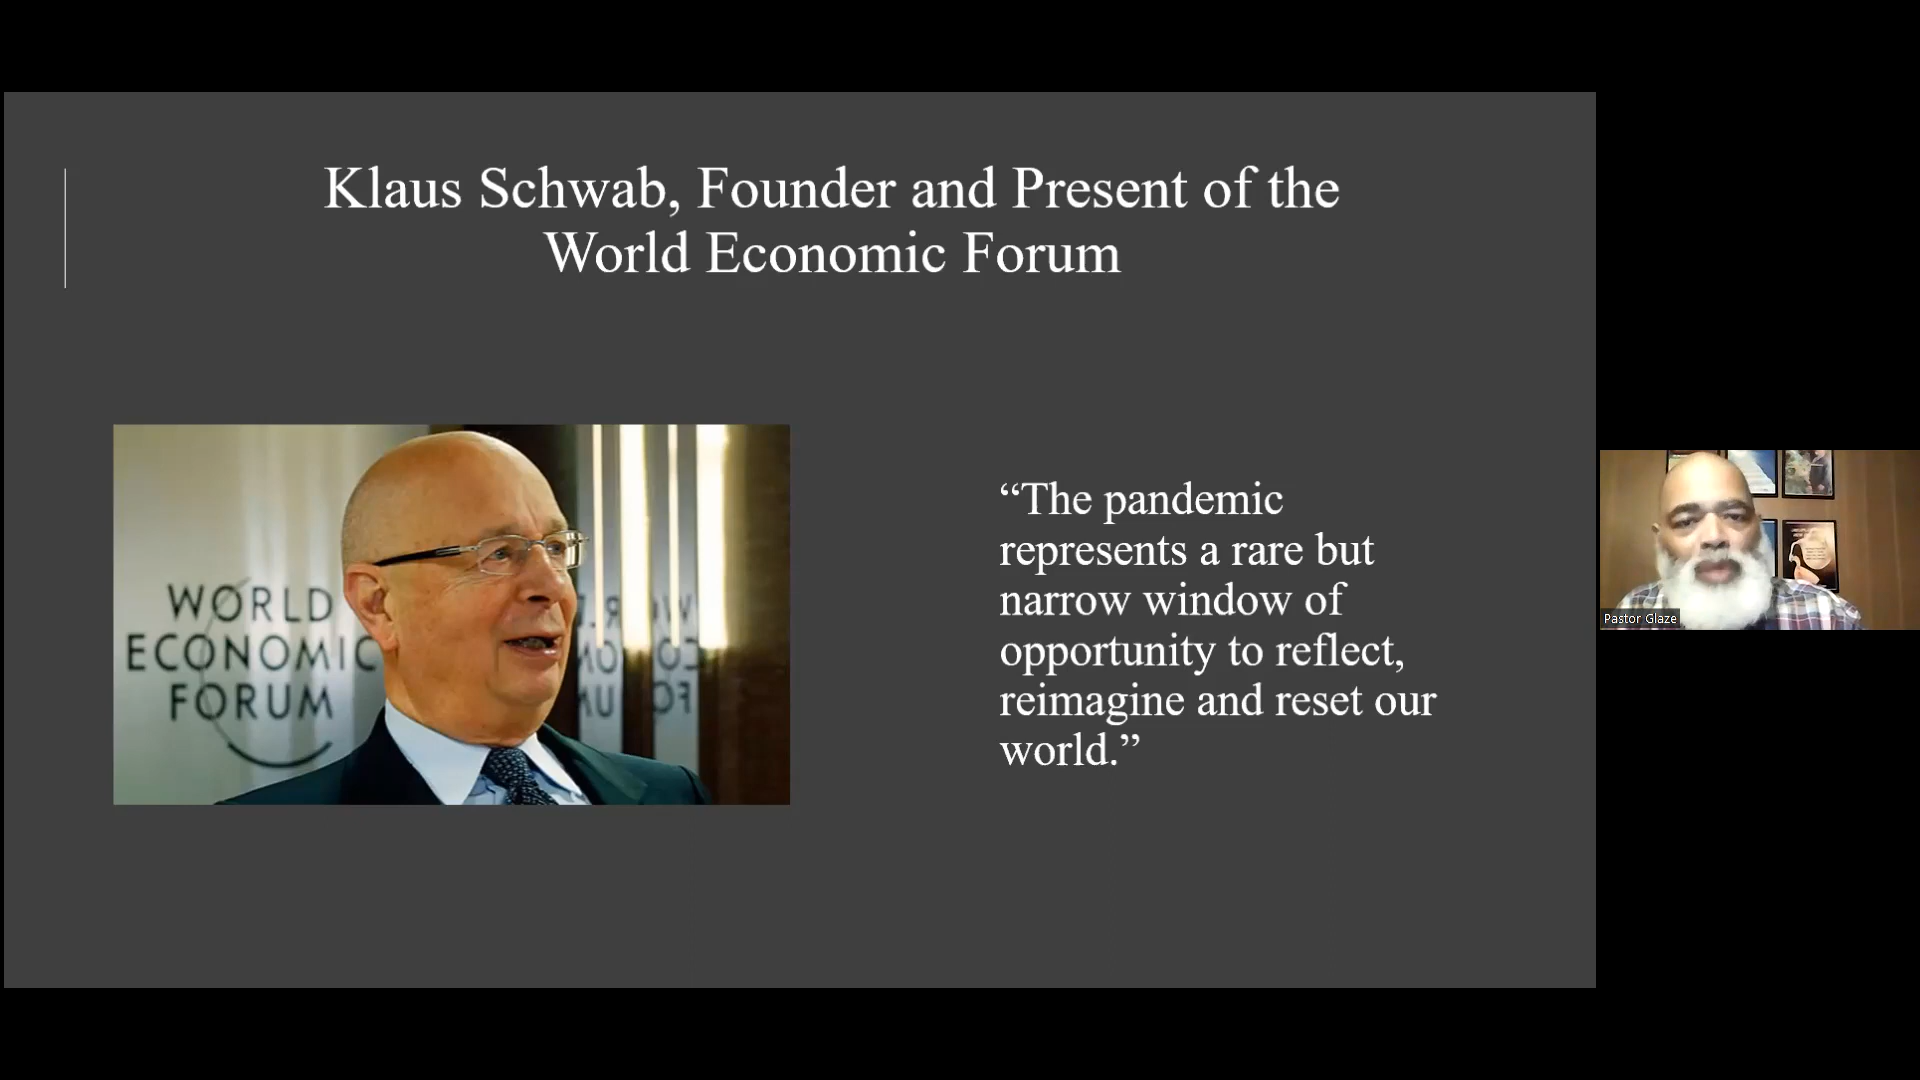 Klaus Schwab, Founder and Present of the
World Economic Forum
WORLD
ECONOMIC
FORUM
“The pandemic
represents a rare but
narrow window of
opportunity to reflect,
reimagine and reset our
world.”
Pastor Glaze